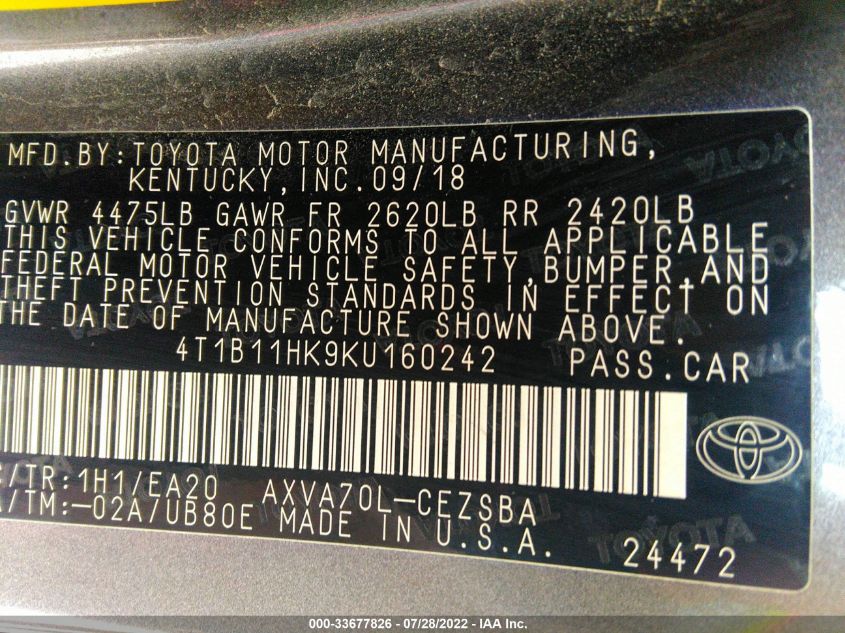 MFD.BY:TOYOTA MOTOR MANUFACTURING,
KENTUCKY,INC.09/18
GVWR 4475LB GAWR FR 2620LB RR 2420LB
THIS VEHICLE CONFORMS TO ALL APPLICABLE
FEDERAL MOTOR VEHICLE SAFETY,BUMPER,AND
THEFT PREVENTION STANDARDS IN EFFECT ON
THE DATE OF MANUFACTURE SHOWN ABOVE.
4T1B11HK9KU160242 PASS.CAR
C/TR:1H1/EA20 AXVA70L-CEZSBA
A/TM:-02A/UB80E MADE IN U.S.A.
24472
000-33677826 - 07/28/2022 - IAA Inc.